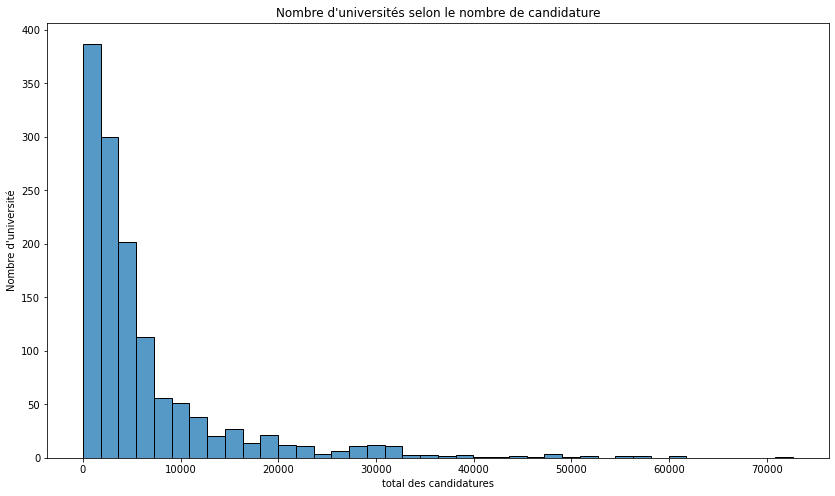 Nombre d'universités selon le nombre de candidature
400
350
300
250
200
150
100
50
0
Nombre d'université
0 10000 20000 30000 40000 50000 60000 70000
total des candidatures